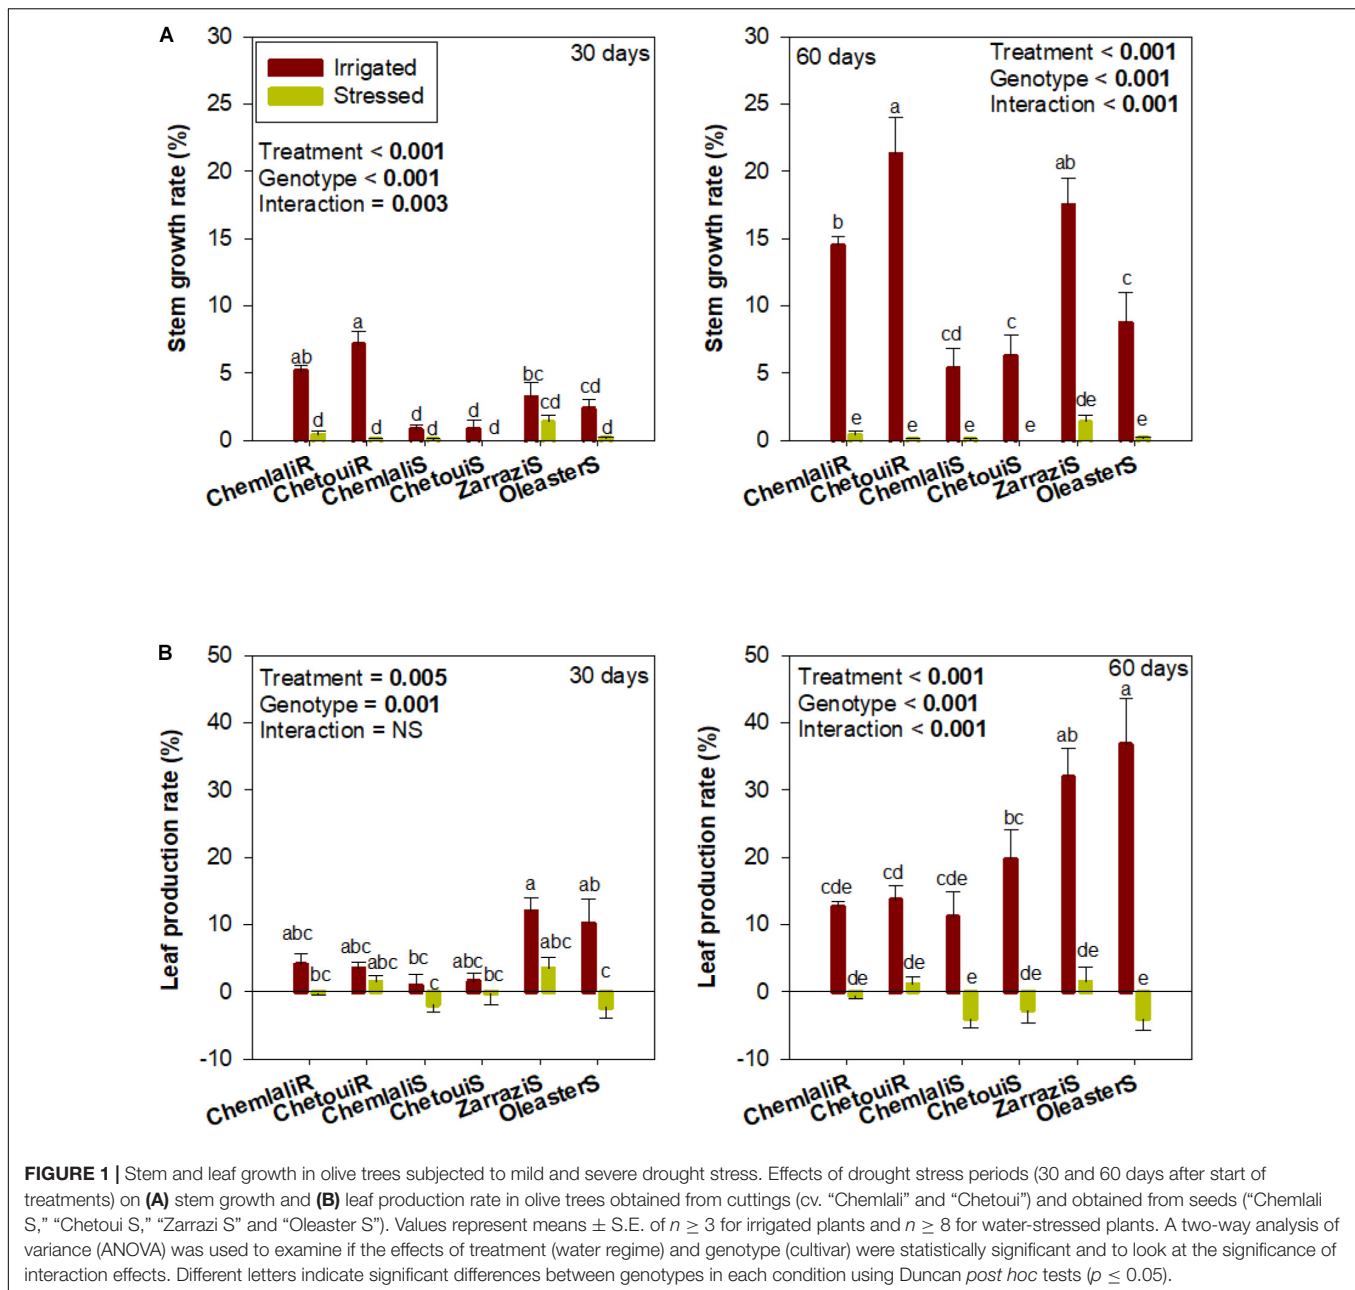 A
30
25
20
15
10
5
0
Stem growth rate (%)
30 days
Irrigated
Stressed
Treatment < 0.001
Genotype < 0.001
Interaction = 0.003
ab
d
a
d
d
d
d
d
bc
cd
cd
d
ChemlaliR
ChetouiR
ChemlaliS
ChetouiS
ZarraziS
OleasterS
30
25
20
15
10
5
0
Stem growth rate (%)
60 days
Treatment < 0.001
Genotype < 0.001
Interaction < 0.001
b
e
a
e
cd
e
c
e
ab
de
c
e
ChemlaliR
ChetouiR
ChemlaliS
ChetouiS
ZarraziS
OleasterS
B
50
40
30
20
10
0
-10
Leaf production rate (%)
Treatment = 0.005
Genotype = 0.001
Interaction = NS
30 days
abc
bc
abc
abc
bc
c
abc
bc
a
abc
ab
c
ChemlaliR
ChetouiR
ChemlaliS
ChetouiS
ZarraziS
OleasterS
50
40
30
20
10
0
-10
Leaf production rate (%)
Treatment < 0.001
Genotype < 0.001
Interaction < 0.001
60 days
cde
de
cd
de
cde
e
bc
de
ab
de
a
e
ChemlaliR
ChetouiR
ChemlaliS
ChetouiS
ZarraziS
OleasterS
FIGURE 1 | Stem and leaf growth in olive trees subjected to mild and severe drought stress. Effects of drought stress periods (30 and 60 days after start of
treatments) on (A) stem growth and (B) leaf production rate in olive trees obtained from cuttings (cv. “Chemlali” and “Chetoui”) and obtained from seeds (“Chemlali
S,” “Chetoui S,” “Zarrazi S” and “Oleaster S”). Values represent means ± S.E. of n ≥ 3 for irrigated plants and n ≥ 8 for water-stressed plants. A two-way analysis of
variance (ANOVA) was used to examine if the effects of treatment (water regime) and genotype (cultivar) were statistically significant and to look at the significance of
interaction effects. Different letters indicate significant differences between genotypes in each condition using Duncan post hoc tests (p ≤ 0.05).